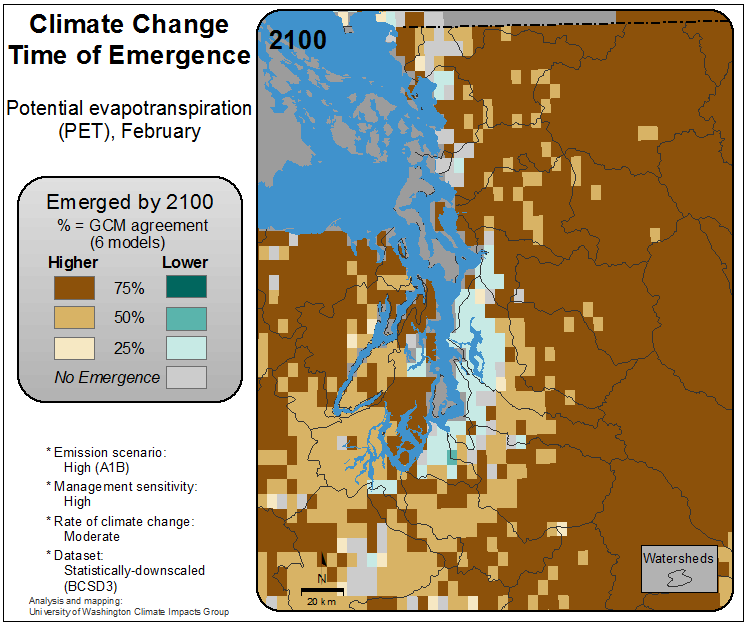 Climate Change
Time of Emergence
Potential evapotranspiration
(PET), February
Emerged by 2100
% = GCM agreement
(6 models)
Higher Lower
75%
50%
25%
No Emergence
* Emission scenario:
High (A1B)
* Management sensitivity:
High
* Rate of climate change:
Moderate
* Dataset:
Statistically-downscaled
(BCSD3)
Analysis and mapping:
University of Washington Climate Impacts Group
2100
N
20 km
Watersheds